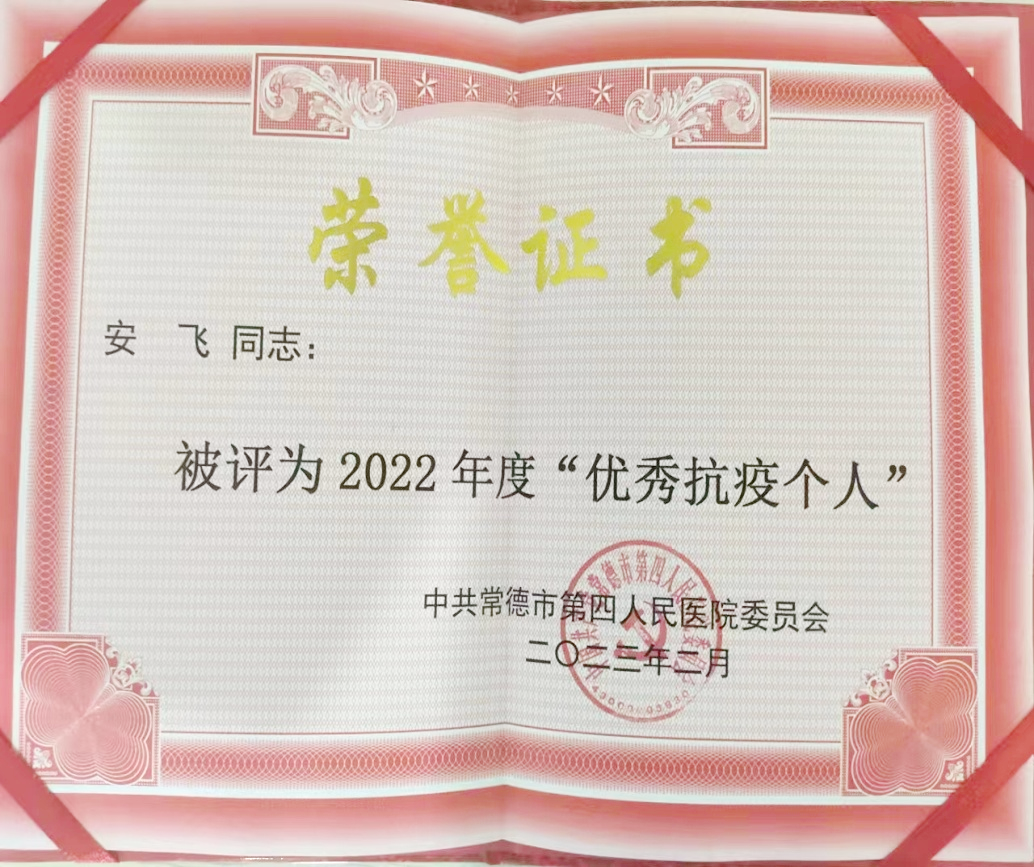 荣誉证书
安 飞 同志：
被评为2022年度“优秀抗疫个人”
中共常德市第四人民医院委员会
二〇二三年二月